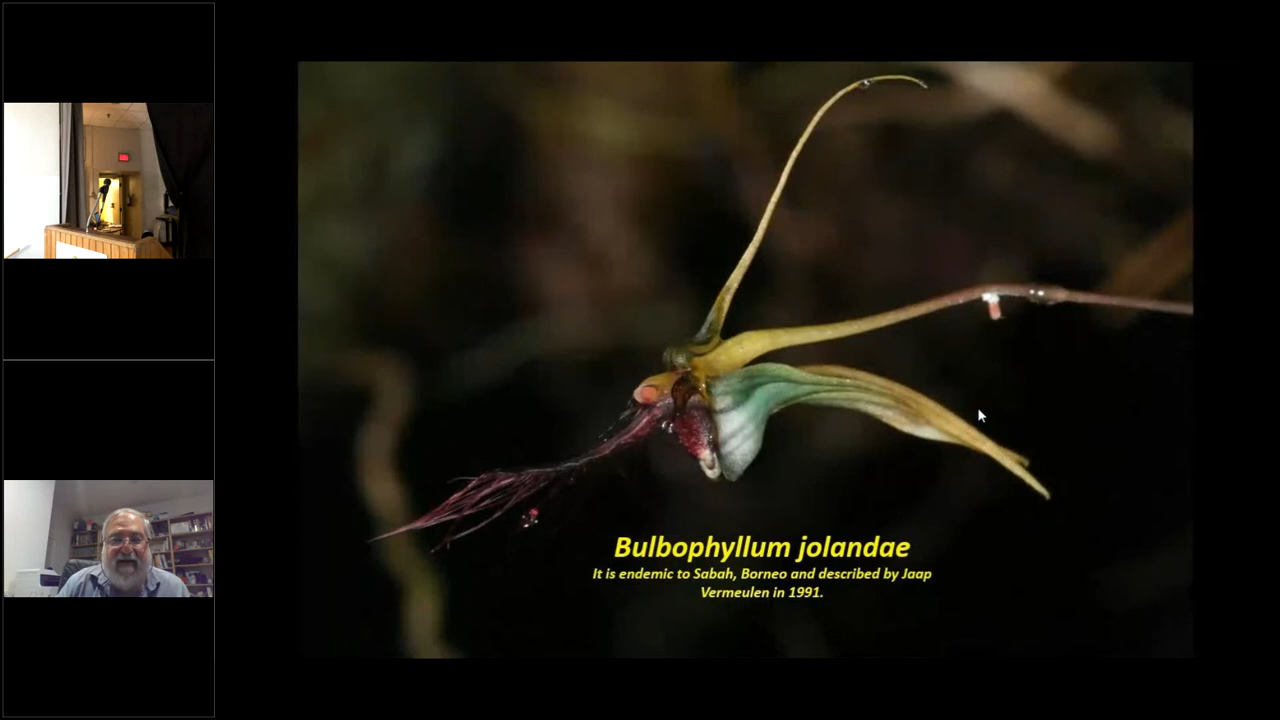 Bulbophyllum jolandae
It is endemic to Sabah, Borneo and described by Jaap
Vermeulen in 1991.